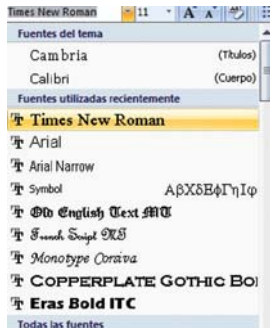 Times New Roman 11 A A
Fuentes del tema
Cambria (Títulos)
Calibri (Cuerpo)
Fuentes utilizadas recientemente
Times New Roman
Arial
Arial Narrow
Symbol ΑβΧδΕφΓηΙφ
Old English Text MT
French Script MT
Monotype Corsiva
COPPERPLATE GOTHIC BO
Eras Bold ITC
Todas las fuentes